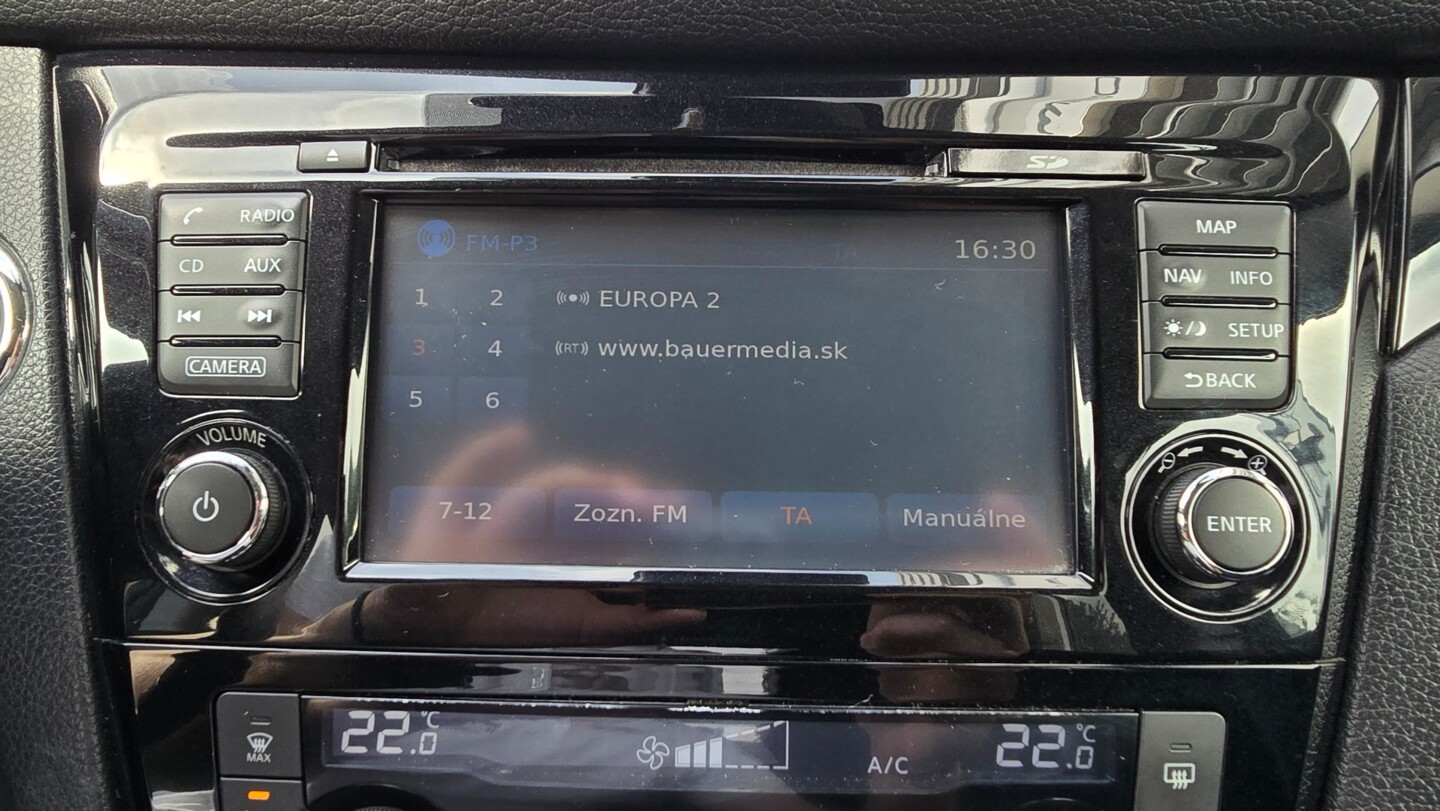 SD
RADIO
CD AUX
CAMERA
VOLUME
FM-P3 16:30
1 2 EUROPA 2
3 4 (RT) www.bauermedia.sk
5 6
7-12 Zozn. FM TA Manuálne
MAP
NAV INFO
SETUP
BACK
ENTER
MAX
22.0 °C
A/C
22.0 °C